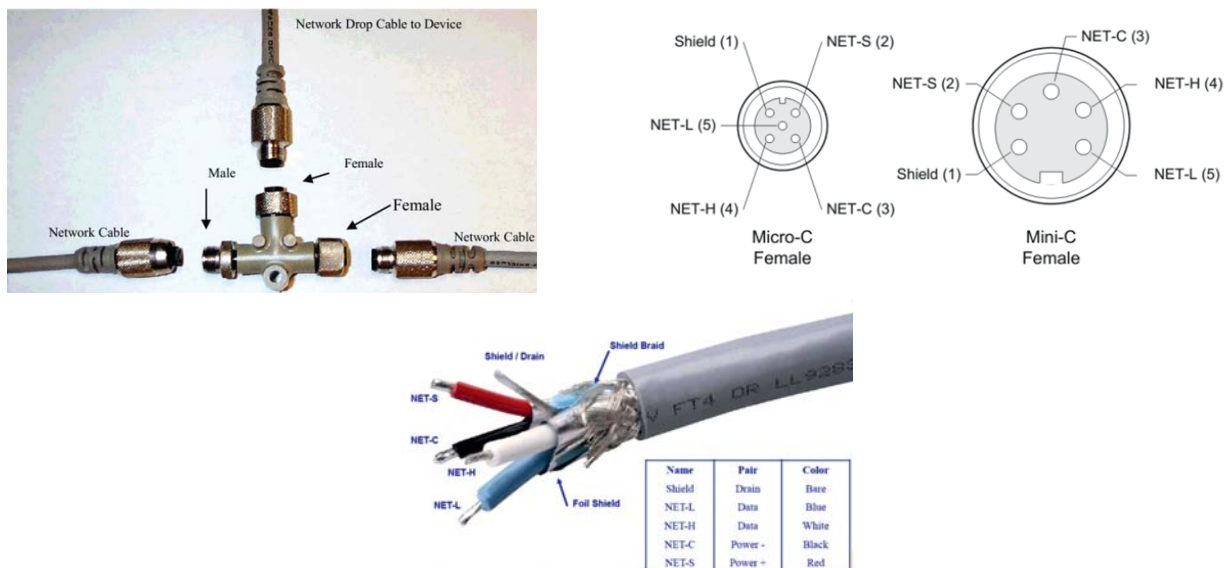 Network Drop Cable to Device
Male
Female
Female
Network Cable
Network Cable
Shield (1)
NET-S (2)
NET-L (5)
NET-H (4)
NET-C (3)
Micro-C
Female
NET-C (3)
NET-S (2)
NET-H (4)
Shield (1)
NET-L (5)
Mini-C
Female
Shield Braid
Shield / Drain
NET-S
NET-C
NET-H
NET-L
Foil Shield
V FT4 OR LL9283
Name Pair Color
Shield Drain Bare
NET-L Data Blue
NET-H Data White
NET-C Power - Black
NET-S Power + Red